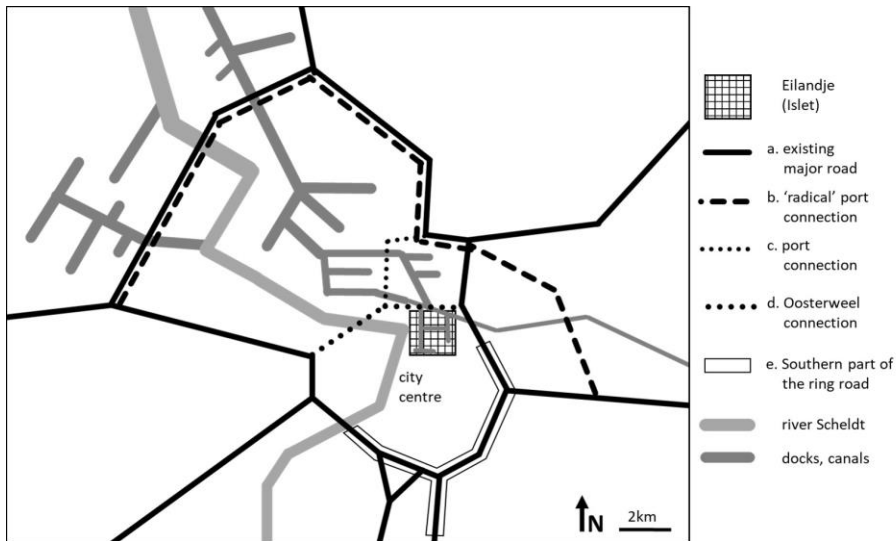 city
centre
N
2km
Eilandje
(Islet)
a. existing
major road
b. ‘radical’ port
connection
c. port
connection
d. Oosterweel
connection
e. Southern part of
the ring road
river Scheldt
docks, canals